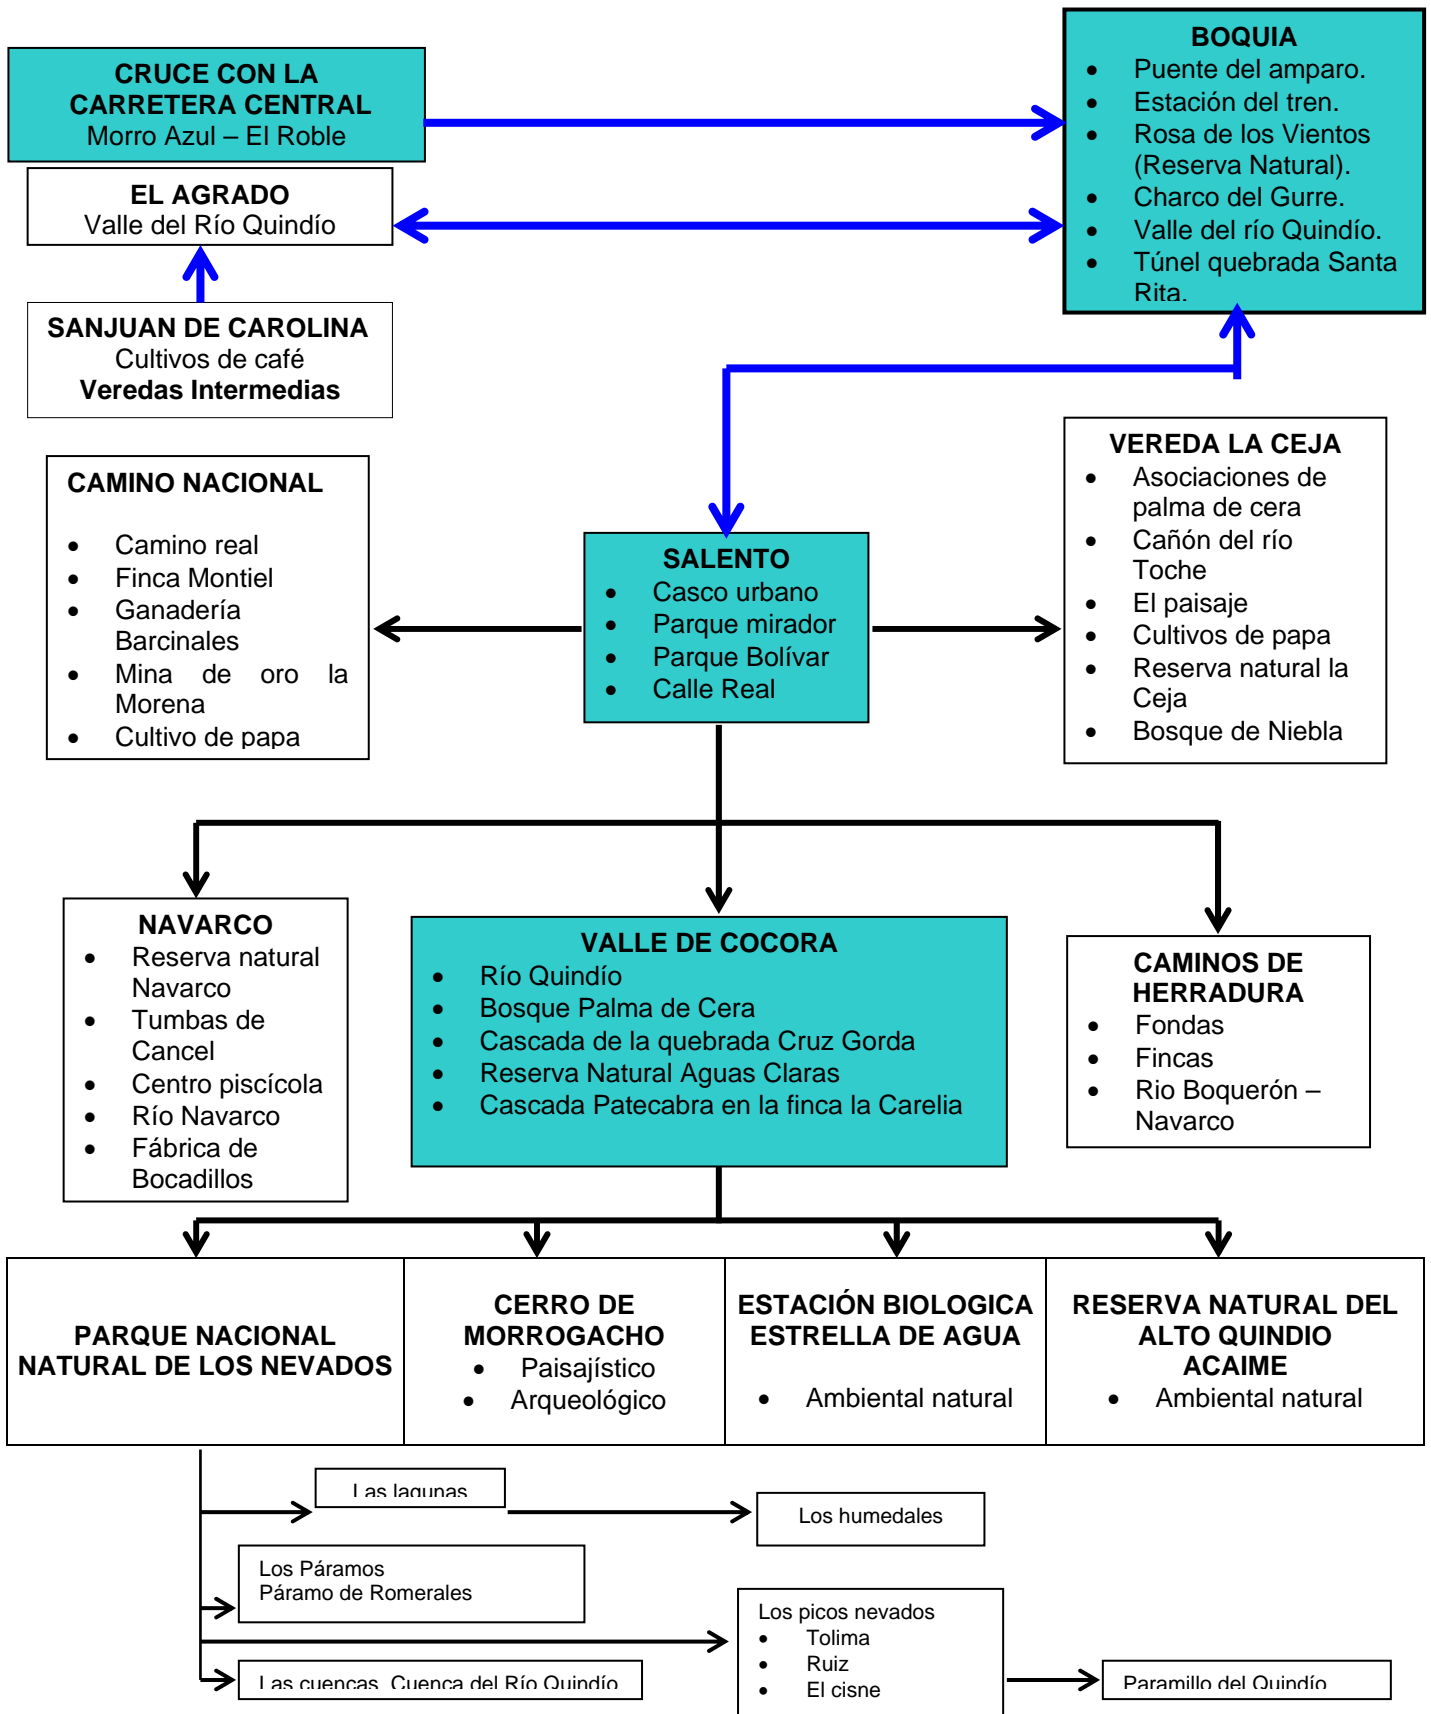 CRUCE CON LA
CARRETERA CENTRAL
Morro Azul – El Roble
BOQUIA
• Puente del amparo.
• Estación del tren.
• Rosa de los Vientos
(Reserva Natural).
• Charco del Gurre.
• Valle del río Quindío.
• Túnel quebrada Santa
Rita.
EL AGRADO
Valle del Río Quindío
SANJUAN DE CAROLINA
Cultivos de café
Veredas Intermedias
CAMINO NACIONAL
• Camino real
• Finca Montiel
• Ganadería
Barcinales
• Mina de oro la
Morena
• Cultivo de papa
SALENTO
• Casco urbano
• Parque mirador
• Parque Bolívar
• Calle Real
VEREDA LA CEJA
• Asociaciones de
palma de cera
• Cañón del río
Toche
• El paisaje
• Cultivos de papa
• Reserva natural la
Ceja
• Bosque de Niebla
NAVARCO
• Reserva natural
Navarco
• Tumbas de
Cancel
• Centro piscícola
• Río Navarco
• Fábrica de
Bocadillos
VALLE DE COCORA
• Río Quindío
• Bosque Palma de Cera
• Cascada de la quebrada Cruz Gorda
• Reserva Natural Aguas Claras
• Cascada Patecabra en la finca la Carelia
CAMINOS DE
HERRADURA
• Fondas
• Fincas
• Rio Boquerón –
Navarco
PARQUE NACIONAL
NATURAL DE LOS NEVADOS
CERRO DE
MORROGACHO
• Paisajístico
• Arqueológico
ESTACIÓN BIOLOGICA
ESTRELLA DE AGUA
• Ambiental natural
RESERVA NATURAL DEL
ALTO QUINDIO
ACAIME
• Ambiental natural
Las lagunas
Los humedales
Los Páramos
Páramo de Romerales
Los picos nevados
• Tolima
• Ruiz
• El cisne
Las cuencas. Cuenca del Río Quindío
Paramillo del Quindío